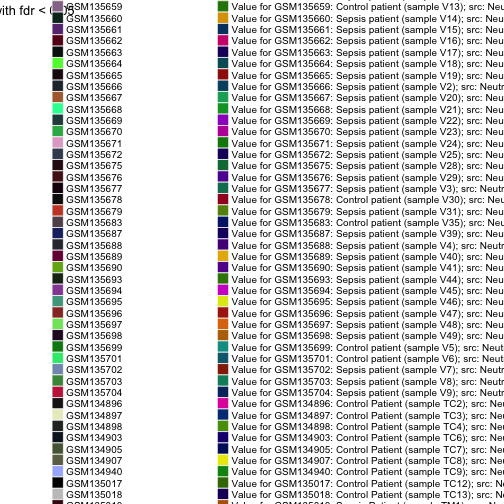 with fdr < 0.05
GSM135659 Value for GSM135659: Control patient (sample V13); src: Neu
GSM135660 Value for GSM135660: Sepsis patient (sample V14); src: Neu
GSM135661 Value for GSM135661: Sepsis patient (sample V15); src: Neu
GSM135662 Value for GSM135662: Sepsis patient (sample V16); src: Neu
GSM135663 Value for GSM135663: Sepsis patient (sample V17); src: Neu
GSM135664 Value for GSM135664: Sepsis patient (sample V18); src: Neu
GSM135665 Value for GSM135665: Sepsis patient (sample V19); src: Neu
GSM135666 Value for GSM135666: Sepsis patient (sample V2); src: Neutr
GSM135667 Value for GSM135667: Sepsis patient (sample V20); src: Neu
GSM135668 Value for GSM135668: Sepsis patient (sample V21); src: Neu
GSM135669 Value for GSM135669: Sepsis patient (sample V22); src: Neu
GSM135670 Value for GSM135670: Sepsis patient (sample V23); src: Neu
GSM135671 Value for GSM135671: Sepsis patient (sample V24); src: Neu
GSM135672 Value for GSM135672: Sepsis patient (sample V25); src: Neu
GSM135675 Value for GSM135675: Sepsis patient (sample V28); src: Neu
GSM135676 Value for GSM135676: Sepsis patient (sample V29); src: Neu
GSM135677 Value for GSM135677: Sepsis patient (sample V3); src: Neutr
GSM135678 Value for GSM135678: Control patient (sample V30); src: Neu
GSM135679 Value for GSM135679: Sepsis patient (sample V31); src: Neu
GSM135683 Value for GSM135683: Control patient (sample V35); src: Neu
GSM135687 Value for GSM135687: Sepsis patient (sample V39); src: Neu
GSM135688 Value for GSM135688: Sepsis patient (sample V4); src: Neutr
GSM135689 Value for GSM135689: Sepsis patient (sample V40); src: Neu
GSM135690 Value for GSM135690: Sepsis patient (sample V41); src: Neu
GSM135693 Value for GSM135693: Sepsis patient (sample V44); src: Neu
GSM135694 Value for GSM135694: Sepsis patient (sample V45); src: Neu
GSM135695 Value for GSM135695: Sepsis patient (sample V46); src: Neu
GSM135696 Value for GSM135696: Sepsis patient (sample V47); src: Neu
GSM135697 Value for GSM135697: Sepsis patient (sample V48); src: Neu
GSM135698 Value for GSM135698: Sepsis patient (sample V49); src: Neu
GSM135699 Value for GSM135699: Control patient (sample V5); src: Neut
GSM135701 Value for GSM135701: Control patient (sample V6); src: Neut
GSM135702 Value for GSM135702: Sepsis patient (sample V7); src: Neutr
GSM135703 Value for GSM135703: Sepsis patient (sample V8); src: Neutr
GSM135704 Value for GSM135704: Sepsis patient (sample V9); src: Neutr
GSM134896 Value for GSM134896: Control Patient (sample TC2); src: Neu
GSM134897 Value for GSM134897: Control Patient (sample TC3); src: Neu
GSM134898 Value for GSM134898: Control Patient (sample TC4); src: Neu
GSM134903 Value for GSM134903: Control Patient (sample TC6); src: Neu
GSM134905 Value for GSM134905: Control Patient (sample TC7); src: Neu
GSM134907 Value for GSM134907: Control Patient (sample TC8); src: Neu
GSM134940 Value for GSM134940: Control Patient (sample TC9); src: Neu
GSM135017 Value for GSM135017: Control Patient (sample TC12); src: Ne
GSM135018 Value for GSM135018: Control Patient (sample TC13); src: Ne